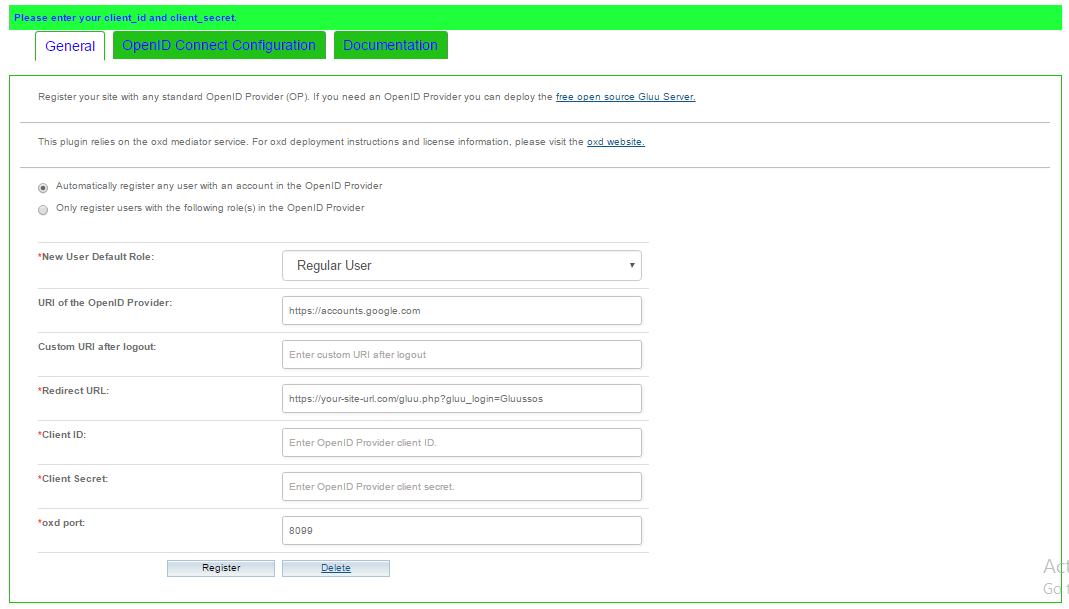 Please enter your client_id and client_secret.
General OpenID Connect Configuration Documentation
Register your site with any standard OpenID Provider (OP). If you need an OpenID Provider you can deploy the free open source Gluu Server.
This plugin relies on the oxd mediator service. For oxd deployment instructions and license information, please visit the oxd website.
Automatically register any user with an account in the OpenID Provider
Only register users with the following role(s) in the OpenID Provider
*New User Default Role: Regular User
URI of the OpenID Provider: https://accounts.google.com
Custom URI after logout: Enter custom URI after logout
*Redirect URL: https://your-site-url.com/gluu.php?gluu_login=Gluussos
*Client ID: Enter OpenID Provider client ID.
*Client Secret: Enter OpenID Provider client secret.
*oxd port: 8099
Register Delete
Go